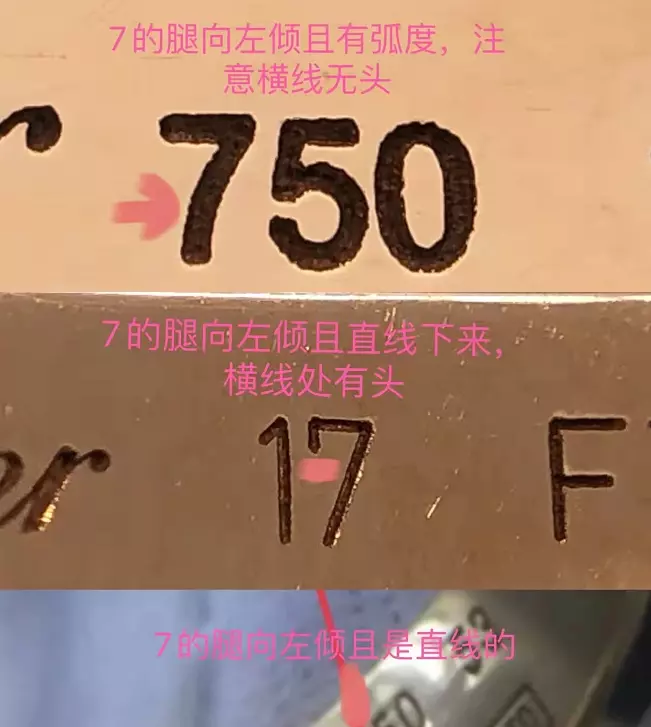 7的腿向左倾且有弧度，注
意横线无头
r 750
7的腿向左倾且直线下来，
横线处有头
er 17 F
7的腿向左倾且是直线的
50